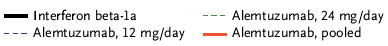 Interferon beta-1a
Alemtuzumab, 24 mg/day
Alemtuzumab, 12 mg/day
Alemtuzumab, pooled